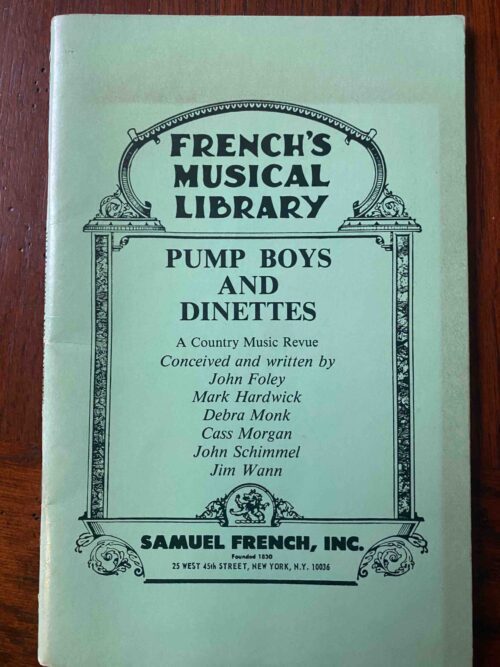 FRENCH'S
MUSICAL
LIBRARY
PUMP BOYS
AND
DINETTES
A Country Music Revue
Conceived and written by
John Foley
Mark Hardwick
Debra Monk
Cass Morgan
John Schimmel
Jim Wann
SAMUEL FRENCH, INC.
Founded 1830
25 WEST 45th STREET, NEW YORK, N.Y. 10036